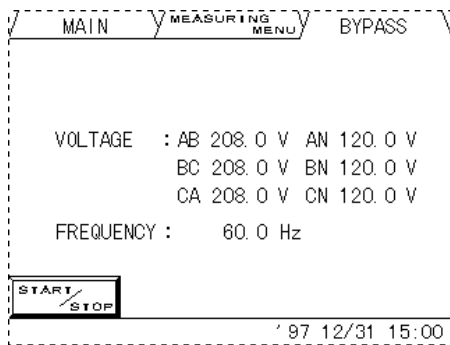 MAIN MEASURING MENU BYPASS
VOLTAGE : AB 208.0 V AN 120.0 V
BC 208.0 V BN 120.0 V
CA 208.0 V CN 120.0 V
FREQUENCY : 60.0 Hz
START/STOP
'97 12/31 15:00